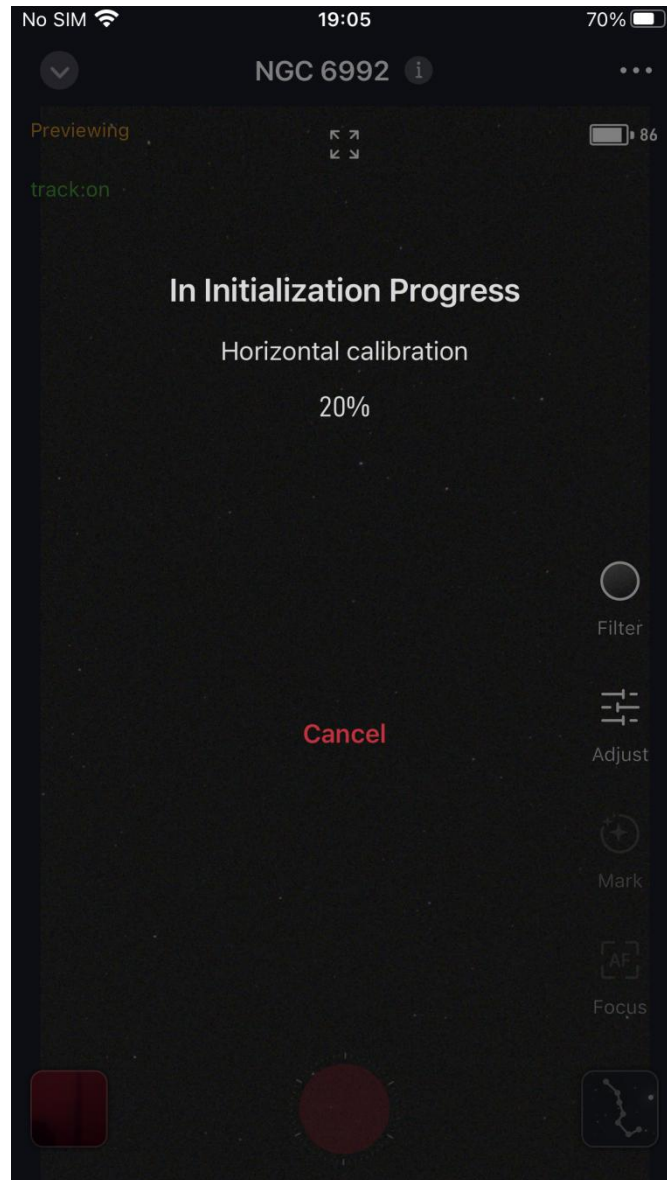 No SIM 19:05 70%
NGC 6992 i
Previewing
86
track:on
In Initialization Progress
Horizontal calibration
20%
Filter
Cancel
Adjust
Mark
AF
Focus